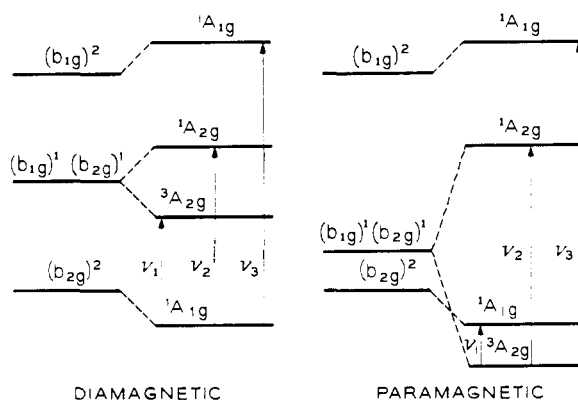 ¹A₁g
(b₁g)²
¹A₂g
(b₁g)¹ (b₂g)¹
³A₂g
ν₁ ν₂ ν₃
(b₂g)²
¹A₁g
DIAMAGNETIC
¹A₁g
(b₁g)²
¹A₂g
(b₁g)¹(b₂g)¹
(b₂g)²
ν₂ ν₃
¹A₁g
ν₁ ³A₂g
PARAMAGNETIC